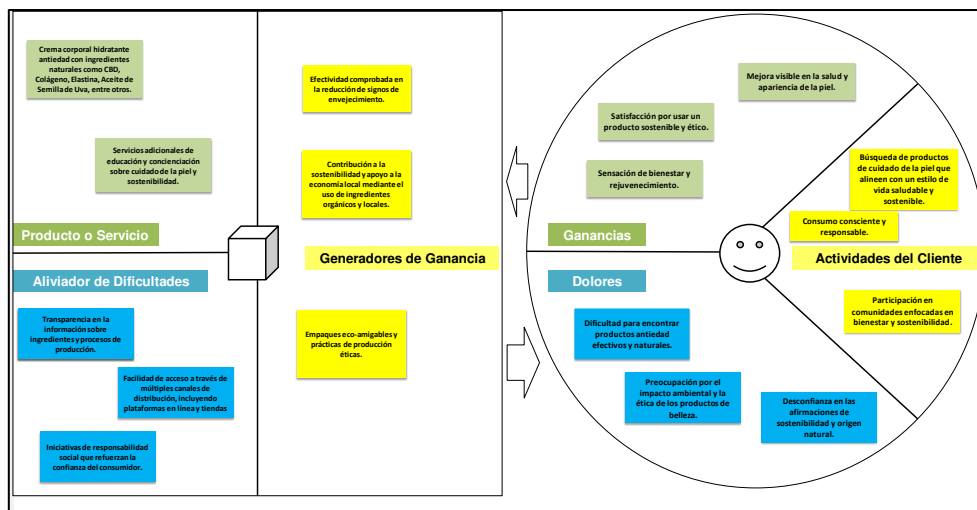 Crema corporal hidratante
antiedad con ingredientes
naturales como CBD,
Colágeno, Elastina, Aceite de
Semilla de Uva, entre otros.
Servicios adicionales de
educación y concienciación
sobre cuidado de la piel y
sostenibilidad.
Producto o Servicio
Aliviador de Dificultades
Transparencia en la
información sobre
ingredientes y procesos de
producción.
Facilidad de acceso a través de
múltiples canales de
distribución, incluyendo
plataformas en línea y tiendas
Iniciativas de responsabilidad
social que refuerzan la
confianza del consumidor.
Efectividad comprobada en
la reducción de signos de
envejecimiento.
Contribución a la
sostenibilidad y apoyo a la
economía local mediante el
uso de ingredientes
orgánicos y locales.
Generadores de Ganancia
Empaques eco-amigables y
prácticas de producción
éticas.
Mejora visible en la salud y
apariencia de la piel.
Satisfacción por usar un
producto sostenible y ético.
Sensación de bienestar y
rejuvenecimiento.
Ganancias
Dolores
Dificultad para encontrar
productos antiedad
efectivos y naturales.
Preocupación por el
impacto ambiental y la
ética de los productos de
belleza.
Desconfianza en las
afirmaciones de
sostenibilidad y origen
natural.
Búsqueda de productos
de cuidado de la piel que
alineen con un estilo de
vida saludable y
sostenible.
Consumo consciente y
responsable.
Actividades del Cliente
Participación en
comunidades enfocadas en
bienestar y sostenibilidad.